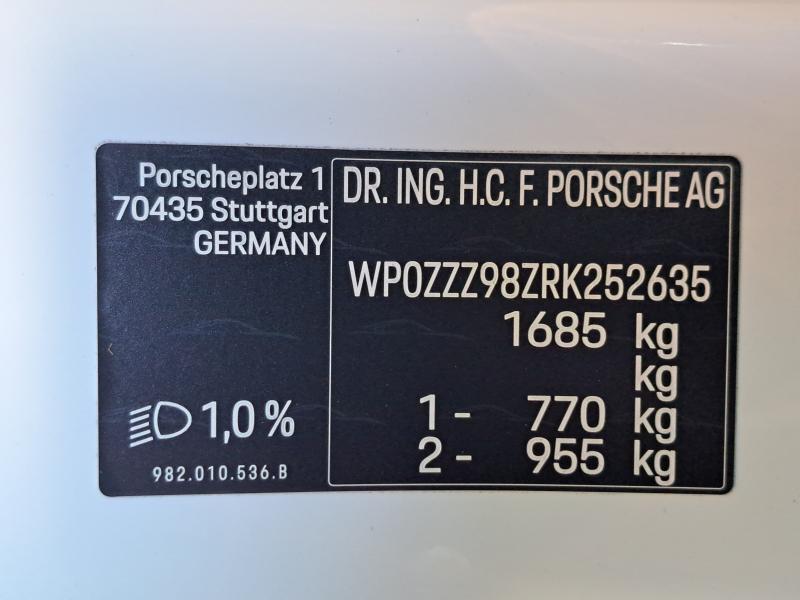 Porscheplatz 1
70435 Stuttgart
GERMANY
1,0 %
982.010.536.B
DR. ING. H.C. F. PORSCHE AG
WP0ZZZ98ZRK252635
1685 kg
kg
1 - 770 kg
2 - 955 kg